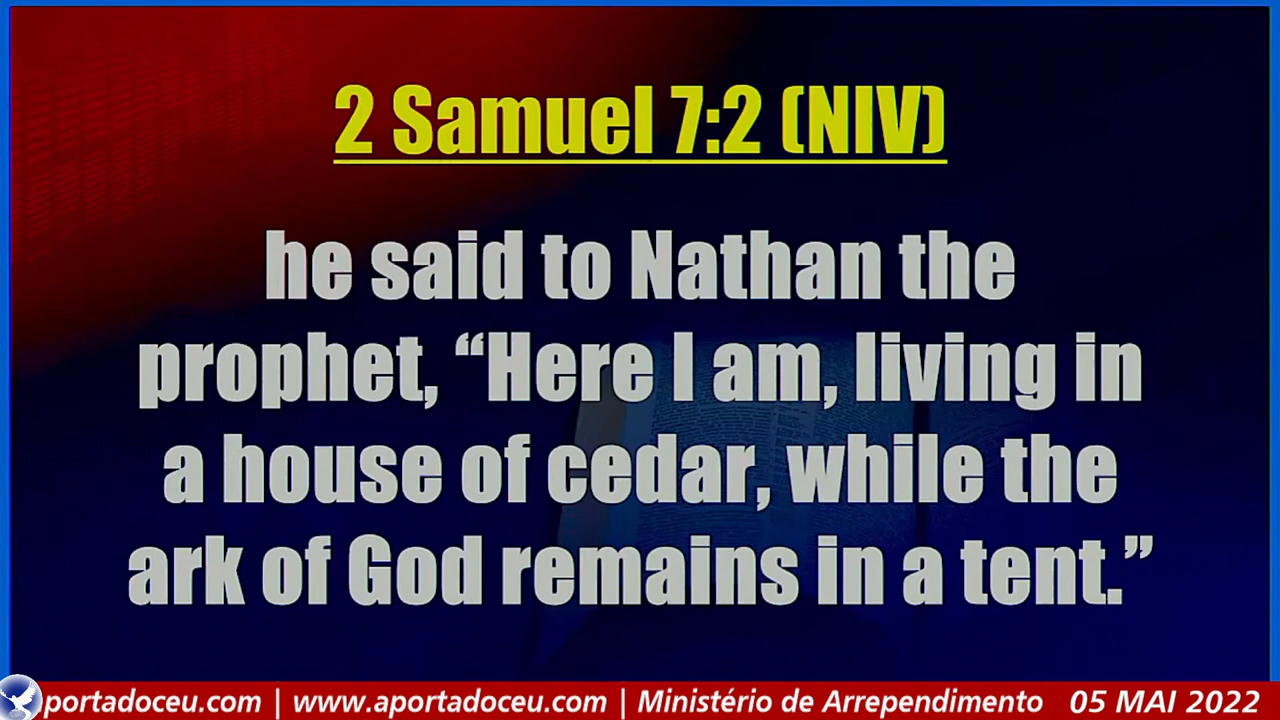 2 Samuel 7:2 (NIV)
he said to Nathan the
prophet, “Here I am, living in
a house of cedar, while the
ark of God remains in a tent.”
portadoceu.com | www.aportadoceu.com | Ministério de Arrependimento 05 MAI 2022